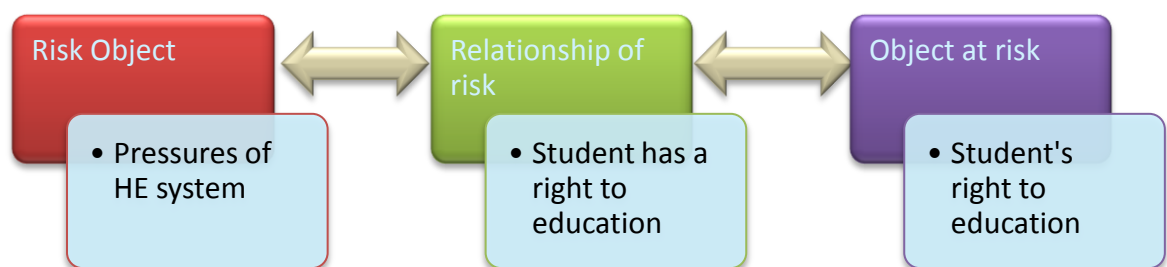 Risk Object
• Pressures of
HE system
Relationship of
risk
• Student has a
right to
education
Object at risk
• Student's
right to
education